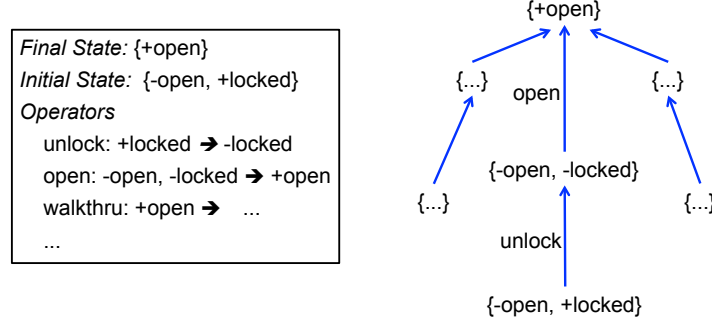 Final State: {+open}
Initial State: {-open, +locked}
Operators
unlock: +locked ➔ -locked
open: -open, -locked ➔ +open
walkthru: +open ➔ ...
...
{+open}
{...}
{...}
open
{-open, -locked}
{...}
{...}
unlock
{-open, +locked}